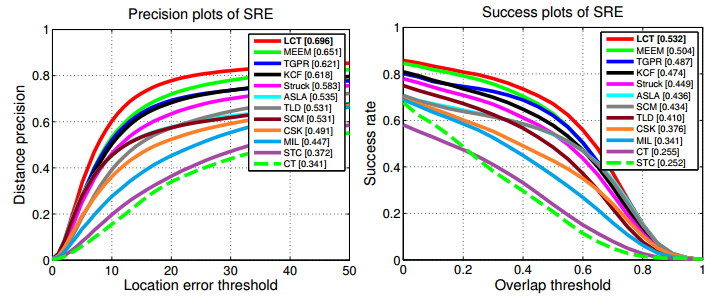 Precision plots of SRE
Distance precision
1
0.8
0.6
0.4
0.2
0
0
10
20
30
40
50
Location error threshold
LCT [0.696]
MEEM [0.651]
TGPR [0.621]
KCF [0.618]
Struck [0.583]
ASLA [0.535]
TLD [0.531]
SCM [0.531]
CSK [0.491]
MIL [0.447]
STC [0.372]
CT [0.341]
Success plots of SRE
Success rate
1
0.8
0.6
0.4
0.2
0
0
0.2
0.4
0.6
0.8
1
Overlap threshold
LCT [0.532]
MEEM [0.504]
TGPR [0.487]
KCF [0.474]
Struck [0.449]
ASLA [0.436]
SCM [0.434]
TLD [0.410]
CSK [0.376]
MIL [0.341]
CT [0.255]
STC [0.252]